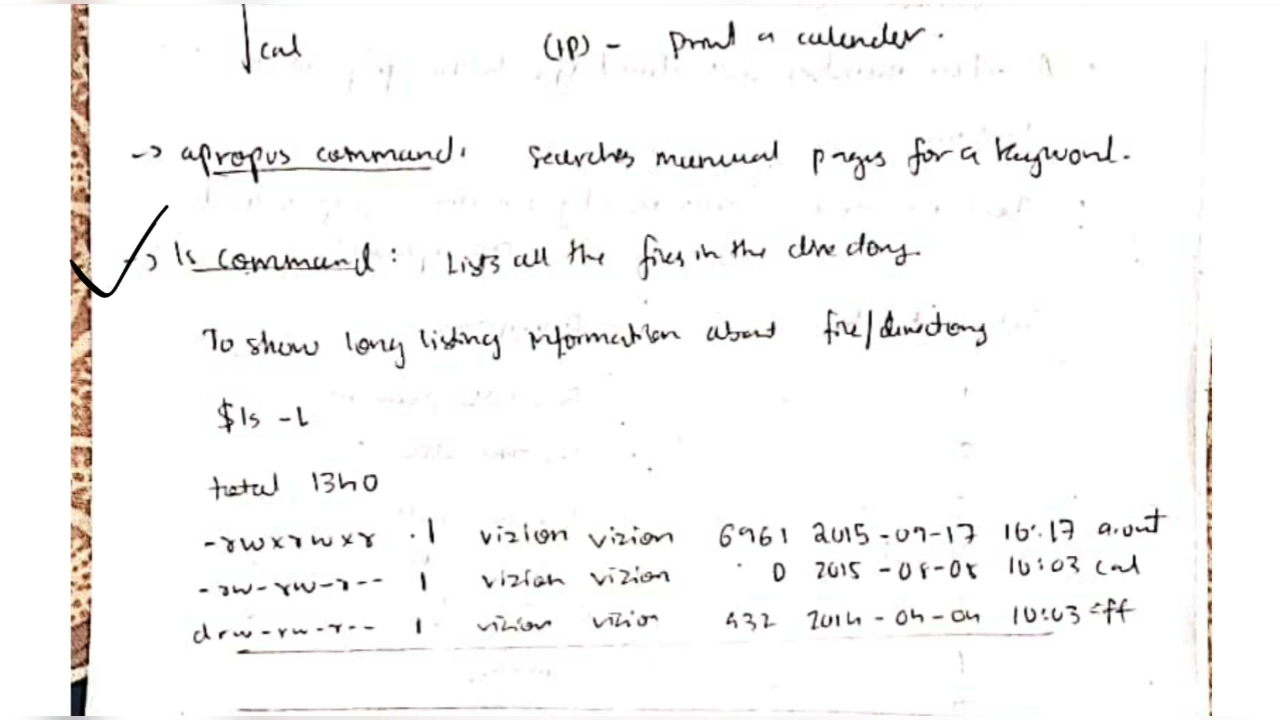 cal (1P) - Print a calender.
-> apropus command: Searches manual pages for a keyword.
-> ls command: Lists all the files in the directory.
To show long listing information about file/directory
$ls -l
total 1340
-rwxrwxr 1 vizion vizion 6961 2015-09-17 16:17 a.out
-rw-rw-r-- 1 vizion vizion 0 2015-08-08 10:03 cal
drw-rw-r-- 1 vizion vizion 432 2014-04-04 10:03 ff